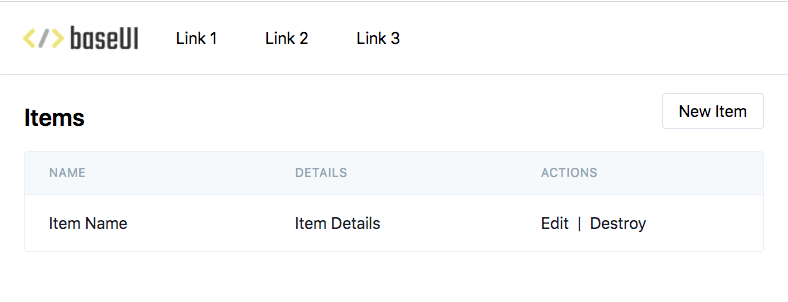 </> baseUI Link 1 Link 2 Link 3
Items
New Item
NAME DETAILS ACTIONS
Item Name Item Details Edit | Destroy